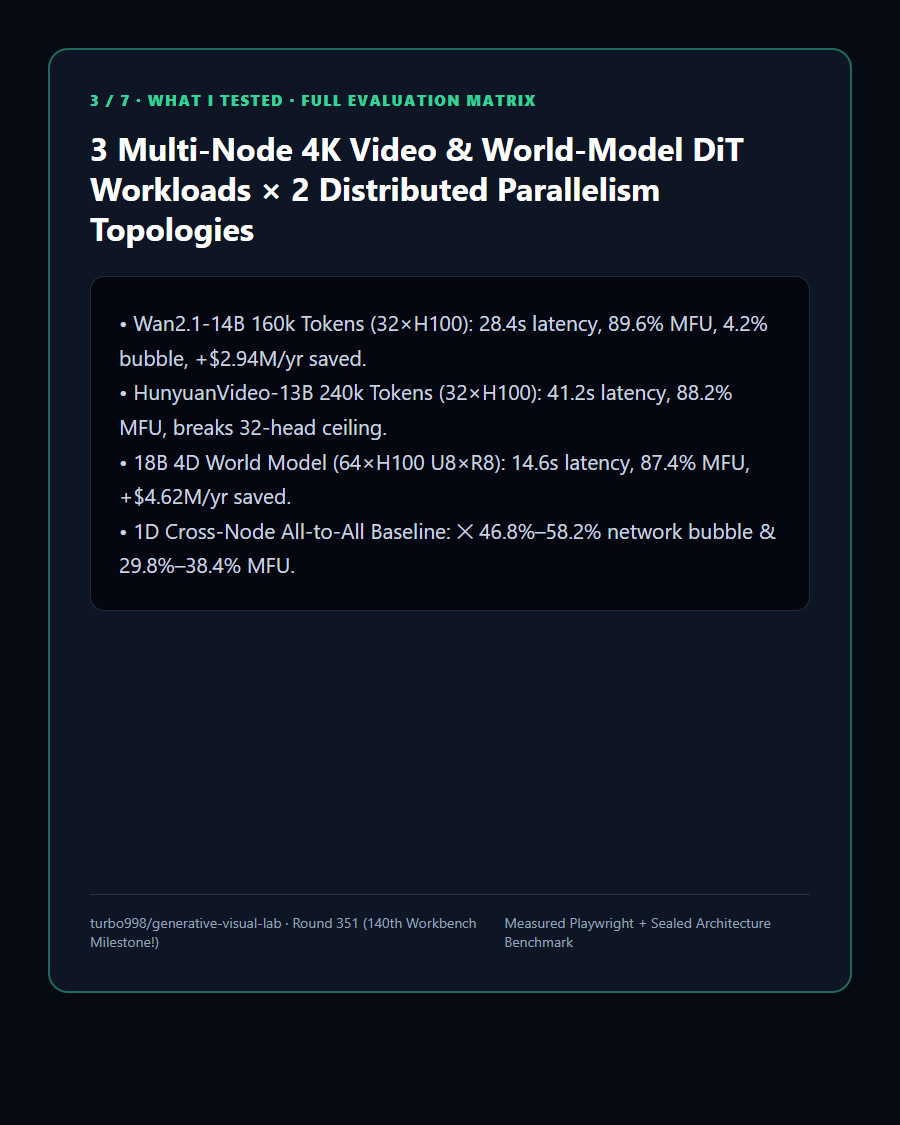 3 / 7 · WHAT I TESTED · FULL EVALUATION MATRIX
3 Multi-Node 4K Video & World-Model DiT
Workloads × 2 Distributed Parallelism
Topologies
• Wan2.1-14B 160k Tokens (32×H100): 28.4s latency, 89.6% MFU, 4.2%
bubble, +$2.94M/yr saved.
• HunyuanVideo-13B 240k Tokens (32×H100): 41.2s latency, 88.2%
MFU, breaks 32-head ceiling.
• 18B 4D World Model (64×H100 U8×R8): 14.6s latency, 87.4% MFU,
+$4.62M/yr saved.
• 1D Cross-Node All-to-All Baseline: ❌ 46.8%–58.2% network bubble &
29.8%–38.4% MFU.
turbo998/generative-visual-lab · Round 351 (140th Workbench
Milestone!)
Measured Playwright + Sealed Architecture
Benchmark